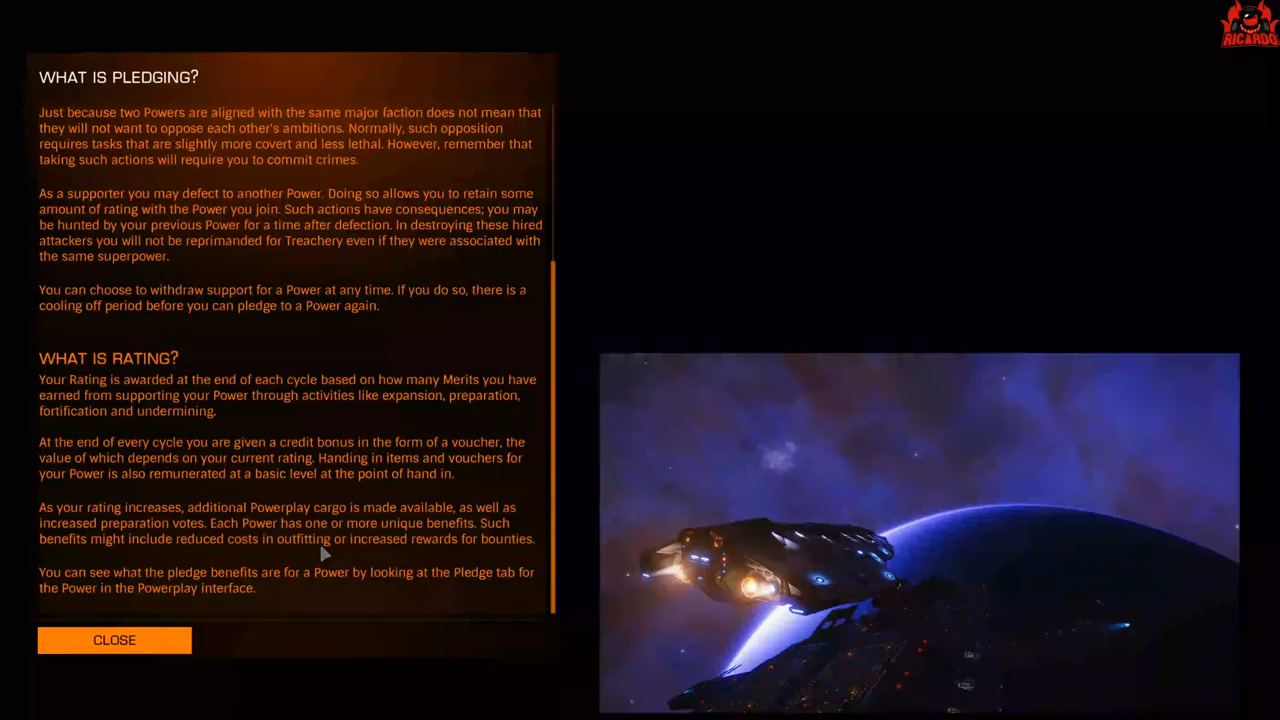 RICARDO
WHAT IS PLEDGING?
Just because two Powers are aligned with the same major faction does not mean that
they will not want to oppose each other's ambitions. Normally, such opposition
requires tasks that are slightly more covert and less lethal. However, remember that
taking such actions will require you to commit crimes.
As a supporter you may defect to another Power. Doing so allows you to retain some
amount of rating with the Power you join. Such actions have consequences; you may
be hunted by your previous Power for a time after defection. In destroying these hired
attackers you will not be reprimanded for Treachery even if they were associated with
the same superpower.
You can choose to withdraw support for a Power at any time. If you do so, there is a
cooling off period before you can pledge to a Power again.
WHAT IS RATING?
Your Rating is awarded at the end of each cycle based on how many Merits you have
earned from supporting your Power through activities like expansion, preparation,
fortification and undermining.
At the end of every cycle you are given a credit bonus in the form of a voucher, the
value of which depends on your current rating. Handing in items and vouchers for
your Power is also remunerated at a basic level at the point of hand in.
As your rating increases, additional Powerplay cargo is made available, as well as
increased preparation votes. Each Power has one or more unique benefits. Such
benefits might include reduced costs in outfitting or increased rewards for bounties.
You can see what the pledge benefits are for a Power by looking at the Pledge tab for
the Power in the Powerplay interface.
CLOSE